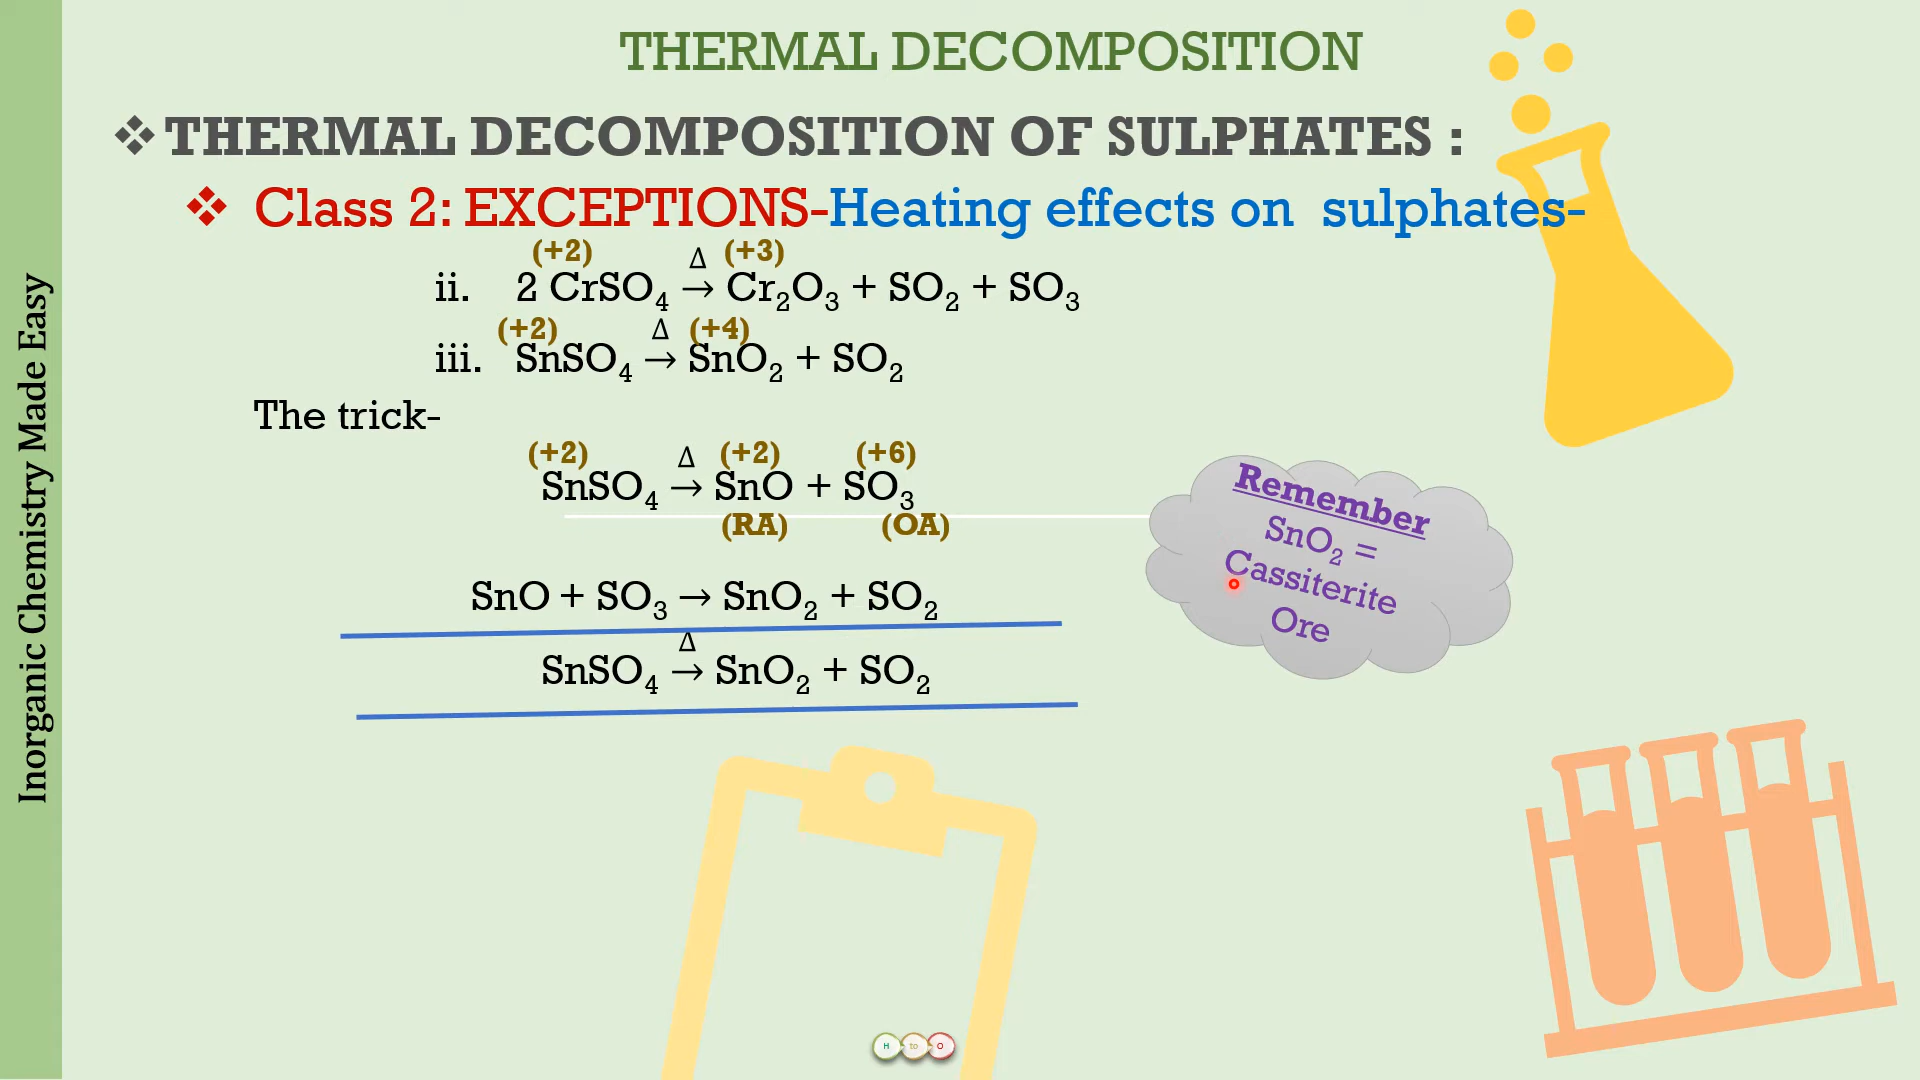 THERMAL DECOMPOSITION
❖ THERMAL DECOMPOSITION OF SULPHATES :
❖ Class 2: EXCEPTIONS-Heating effects on sulphates-
(+2) Δ (+3)
ii. 2 CrSO₄ → Cr₂O₃ + SO₂ + SO₃
(+2) Δ (+4)
iii. SnSO₄ → SnO₂ + SO₂
The trick-
(+2) Δ (+2) (+6)
SnSO₄ → SnO + SO₃
(RA) (OA)
SnO + SO₃ → SnO₂ + SO₂
Δ
SnSO₄ → SnO₂ + SO₂
Remember
SnO₂ =
Cassiterite
Ore
Inorganic Chemistry Made Easy
H to O